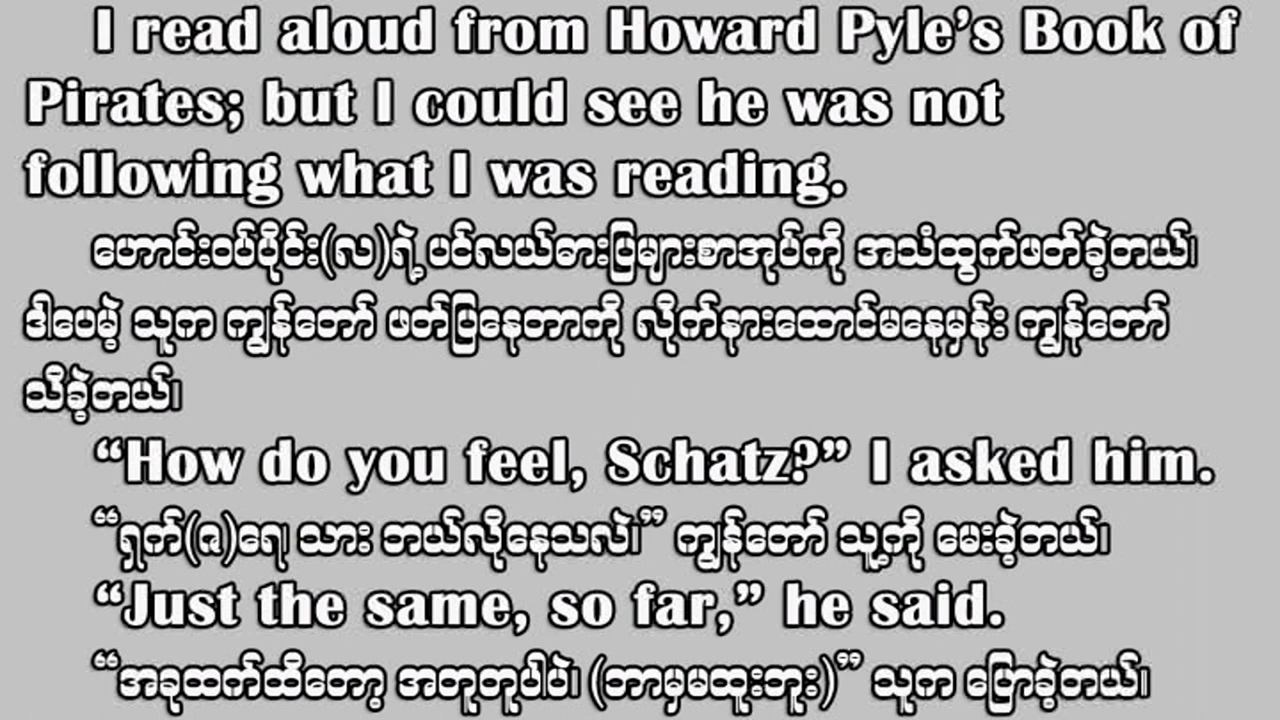 I read aloud from Howard Pyle’s Book of
Pirates; but I could see he was not
following what I was reading.
ဟောင်းဝပ်ပိုင်း(လ)ရဲ့ပင်လယ်ဓားပြများစာအုပ်ကို အသံထွက်ဖတ်ခဲ့တယ်၊
ဒါပေမဲ့ သူက ကျွန်တော် ဖတ်ပြနေတာကို လိုက်နားထောင်မနေမှန်း ကျွန်တော်
သိခဲ့တယ်၊
“How do you feel, Schatz?” I asked him.
“ရှက်(ဇ)ရေ၊ သား ဘယ်လိုနေသလဲ၊” ကျွန်တော် သူ့ကို မေးခဲ့တယ်၊
“Just the same, so far,” he said.
“အခုထက်ထိတော့ အတူတူပါပဲ၊ (ဘာမှမထူးဘူး)” သူက ပြောခဲ့တယ်၊